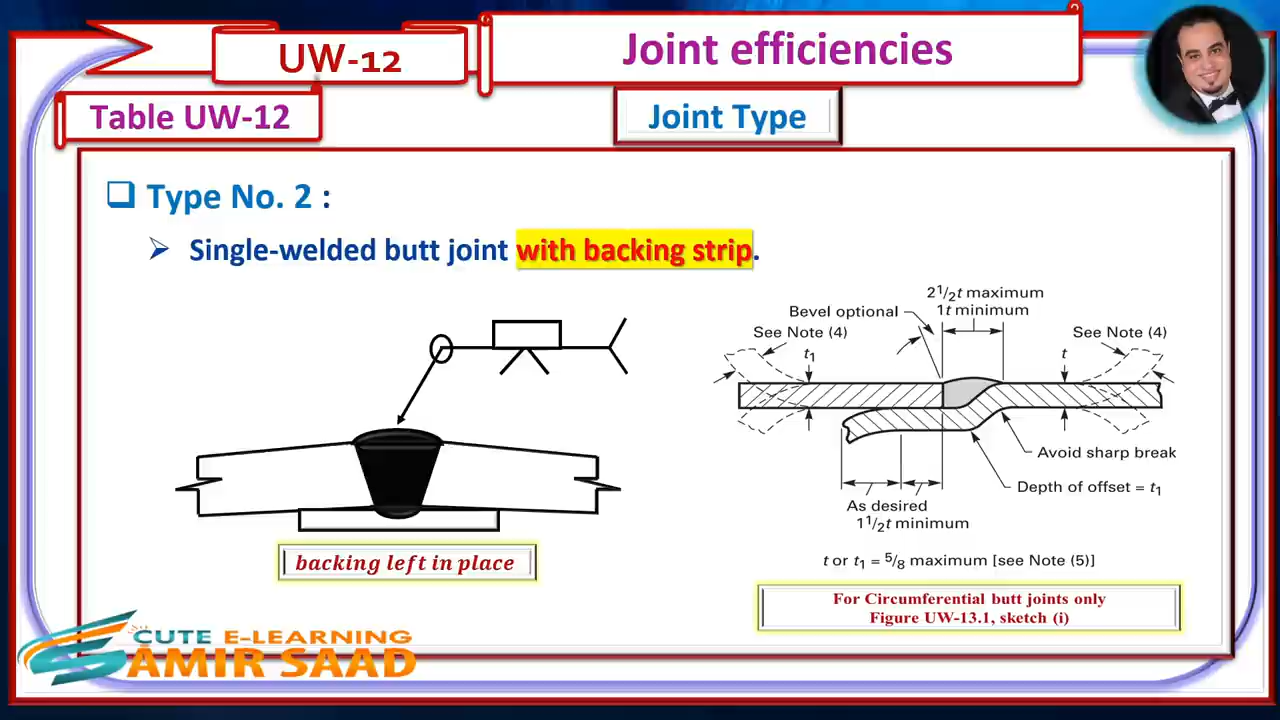 UW-12
Joint efficiencies
Table UW-12
Joint Type
❑ Type No. 2 :
➢ Single-welded butt joint with backing strip.
backing left in place
2 1/2 t maximum
1t minimum
Bevel optional
See Note (4)
See Note (4)
t1
t
Avoid sharp break
Depth of offset = t1
As desired
1 1/2 t minimum
t or t1 = 5/8 maximum [see Note (5)]
For Circumferential butt joints only
Figure UW-13.1, sketch (i)
CUTE E-LEARNING
AMIR SAAD